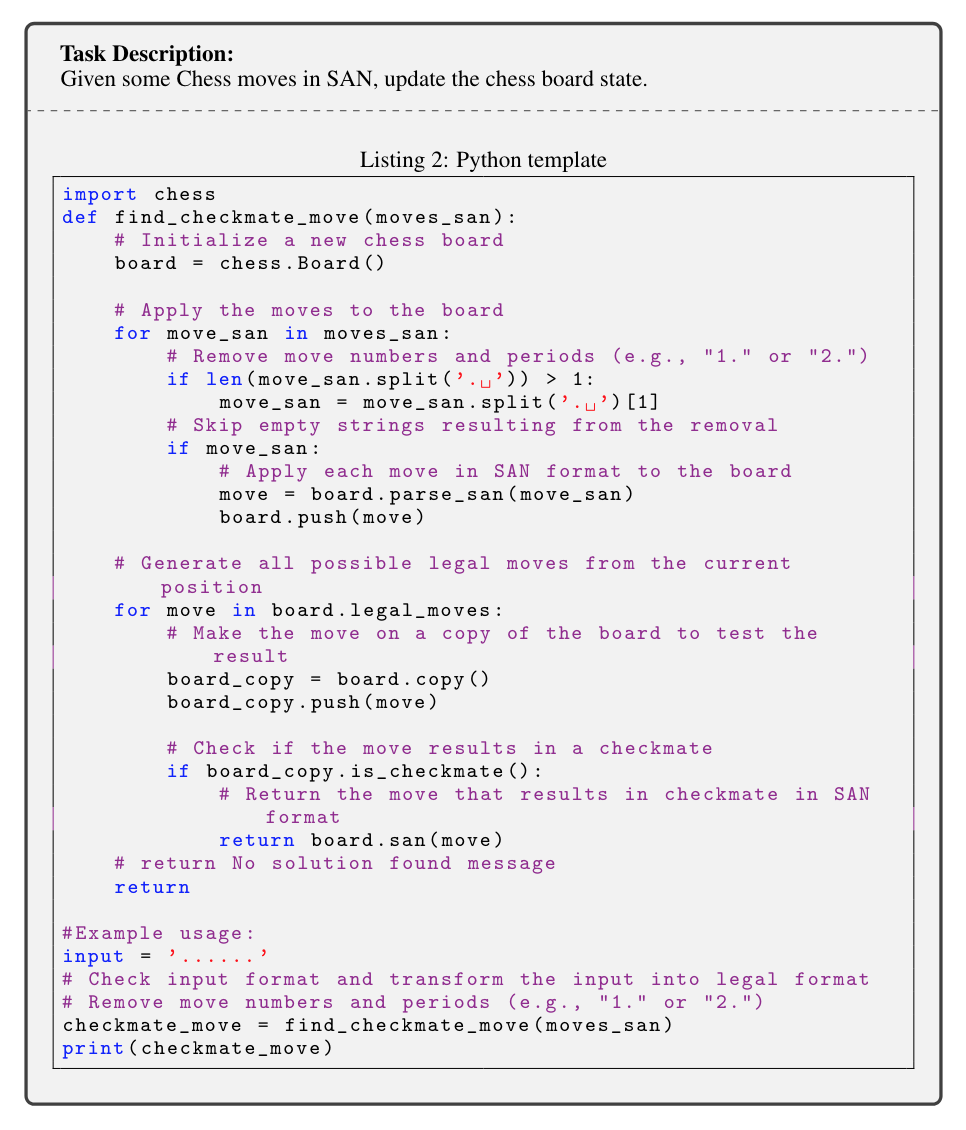 Task Description:
Given some Chess moves in SAN, update the chess board state.
Listing 2: Python template
import chess
def find_checkmate_move(moves_san):
    # Initialize a new chess board
    board = chess.Board()

    # Apply the moves to the board
    for move_san in moves_san:
        # Remove move numbers and periods (e.g., "1." or "2.")
        if len(move_san.split('.␣')) > 1:
            move_san = move_san.split('.␣')[1]
        # Skip empty strings resulting from the removal
        if move_san:
            # Apply each move in SAN format to the board
            move = board.parse_san(move_san)
            board.push(move)

    # Generate all possible legal moves from the current
        position
    for move in board.legal_moves:
        # Make the move on a copy of the board to test the
            result
        board_copy = board.copy()
        board_copy.push(move)

        # Check if the move results in a checkmate
        if board_copy.is_checkmate():
            # Return the move that results in checkmate in SAN
                format
            return board.san(move)
    # return No solution found message
    return

#Example usage:
input = '......'
# Check input format and transform the input into legal format
# Remove move numbers and periods (e.g., "1." or "2.")
checkmate_move = find_checkmate_move(moves_san)
print(checkmate_move)